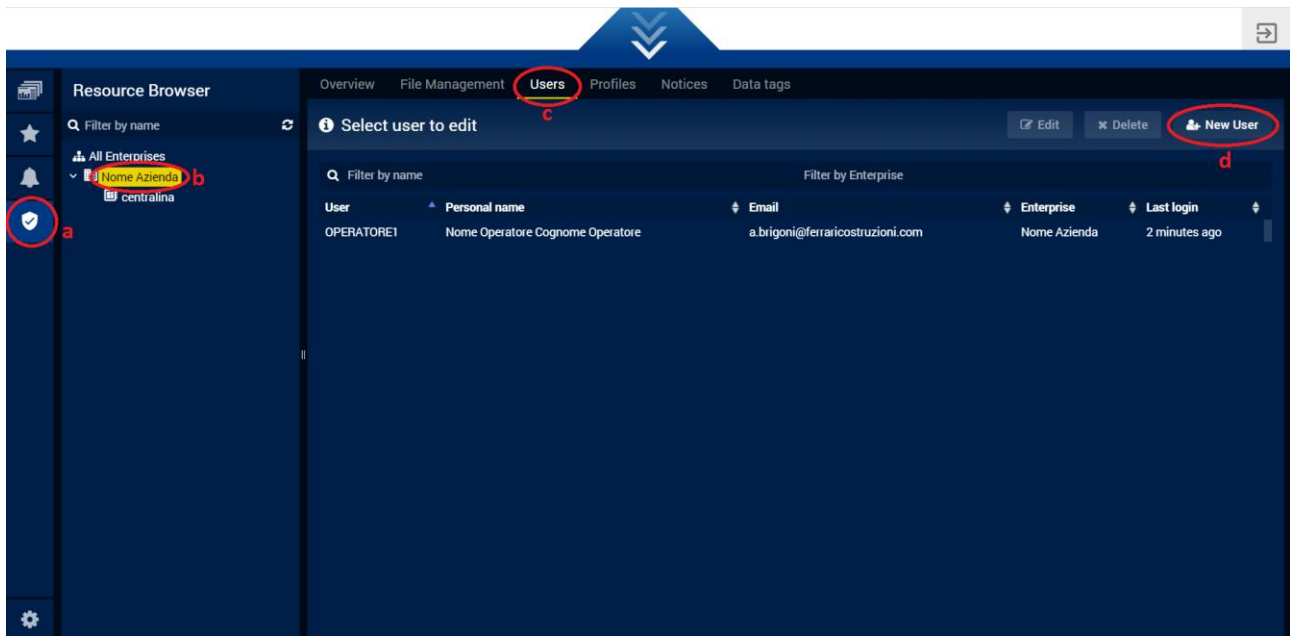 Overview File Management Users Profiles Notices Data tags
c
Resource Browser
Filter by name
All Enterprises
Nome Azienda b
centralina
a
Select user to edit
Edit Delete New User
d
Filter by name Filter by Enterprise
User Personal name Email Enterprise Last login
OPERATORE1 Nome Operatore Cognome Operatore a.brigoni@ferraricostruzioni.com Nome Azienda 2 minutes ago